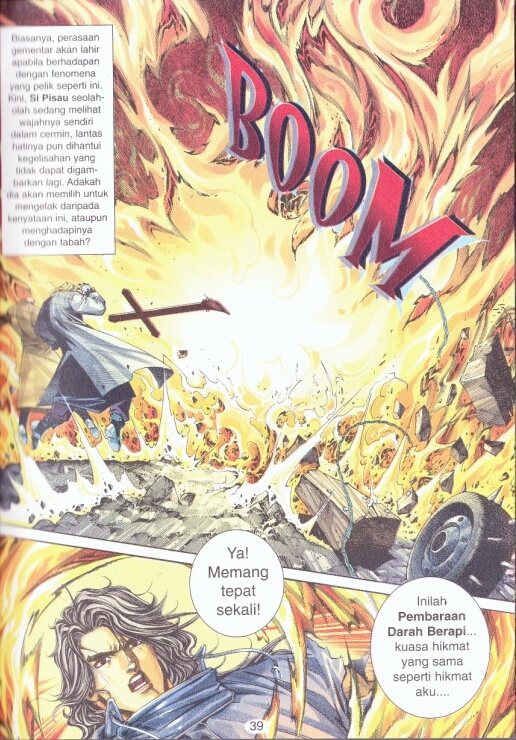 Biasanya, perasaan
gementar akan lahir
apabila berhadapan
dengan fenomena
yang pelik seperti ini.
Kini, Si Pisau seolah-
olah sedang melihat
wajahnya sendiri
dalam cermin, lantas
hatinya pun dihantui
kegelisahan yang
tidak dapat digam-
barkan lagi. Adakah
dia akan memilih untuk
mengelak daripada
kenyataan ini, ataupun
menghadapinya
dengan tabah?
BOOM
Ya!
Memang
tepat
sekali!
Inilah
Pembaraan
Darah Berapi...
kuasa hikmat
yang sama
seperti hikmat
aku....
39